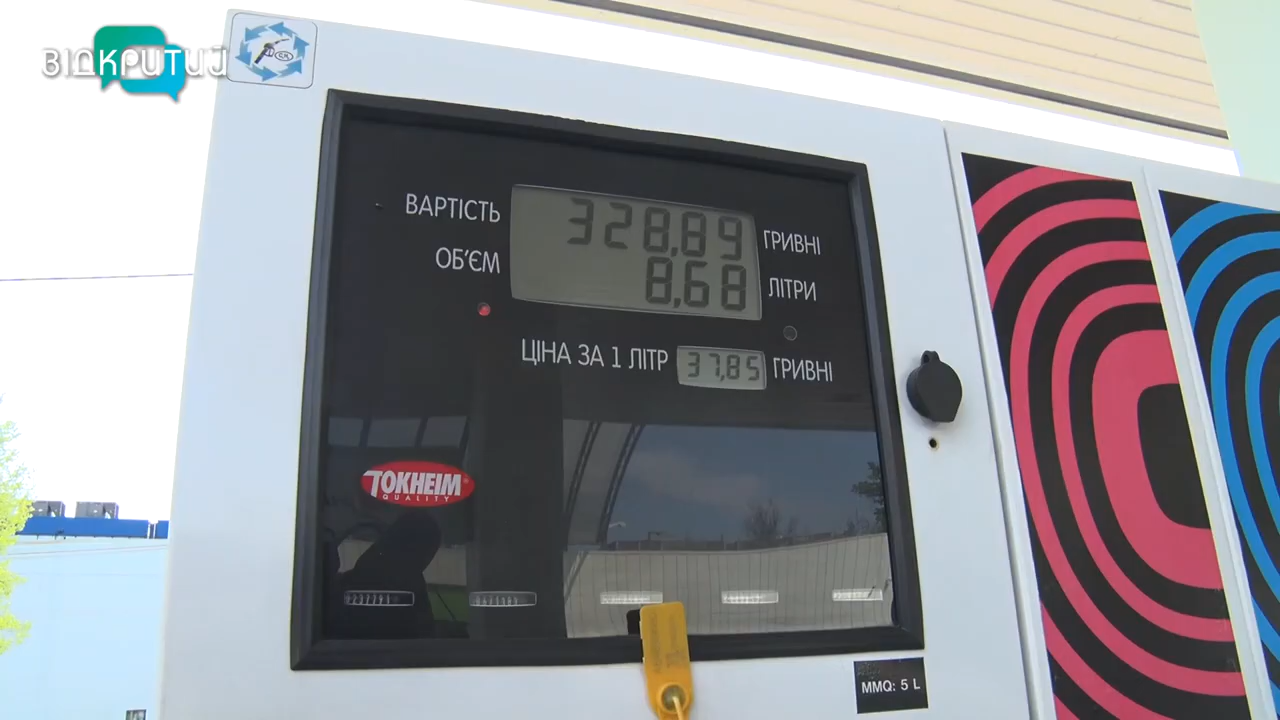 ВІДКРИТИЙ
ВАРТІСТЬ 328,89 ГРИВНІ
ОБ'ЄМ 8,68 ЛІТРИ
ЦІНА ЗА 1 ЛІТР 37,85 ГРИВНІ
TOKHEIM
QUALITY
MMQ: 5 L